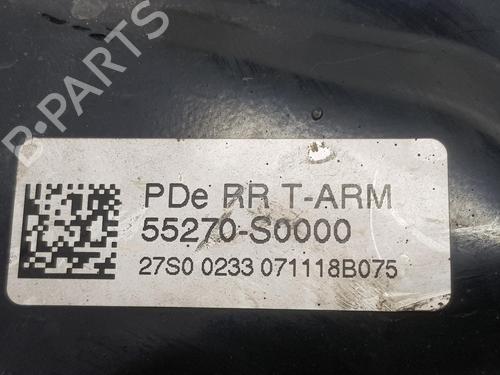 B-PARTS
PDe RR T-ARM
55270-S0000
27S0 0233 071118B075